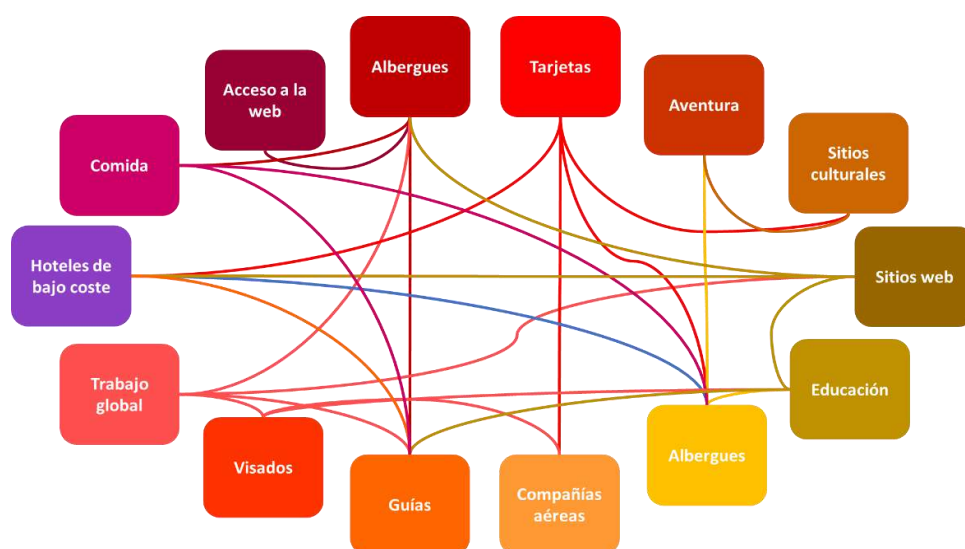 Albergues
Tarjetas
Acceso a la
web
Aventura
Comida
Sitios
culturales
Hoteles de
bajo coste
Sitios web
Trabajo
global
Educación
Visados
Albergues
Guías
Compañías
aéreas